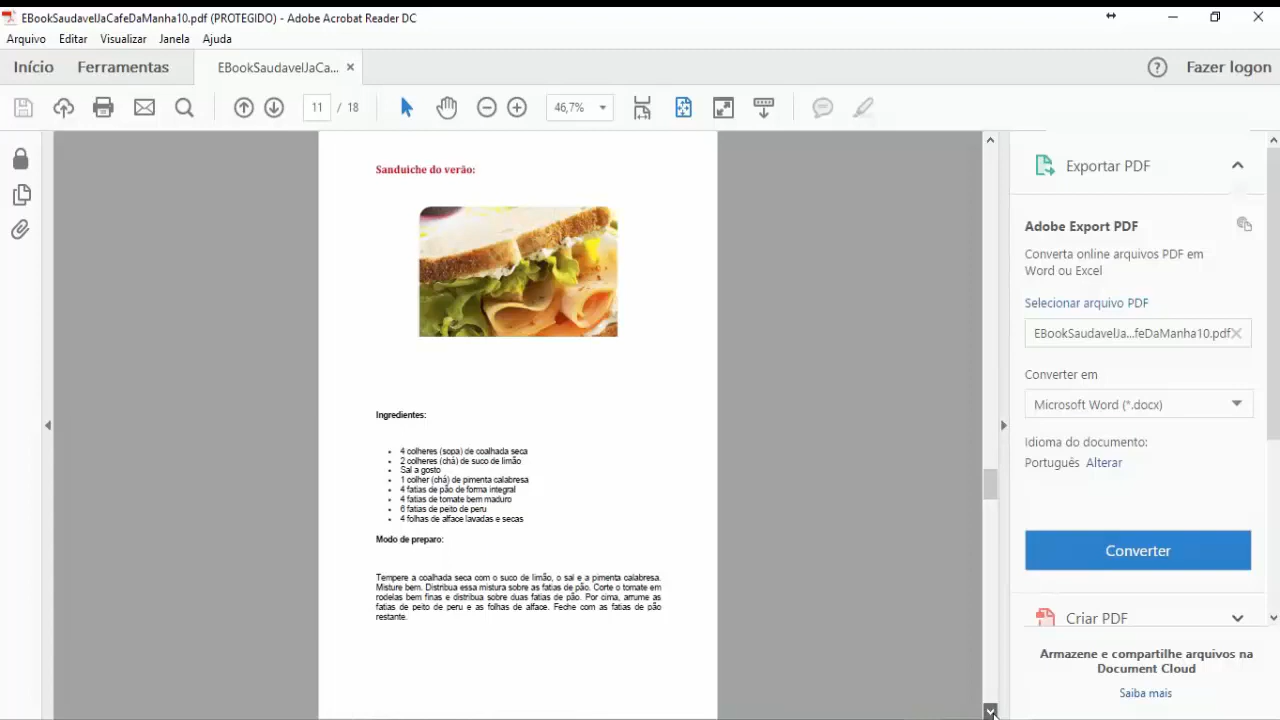 EBookSaudavelJaCafeDaManha10.pdf (PROTEGIDO) - Adobe Acrobat Reader DC
Arquivo Editar Visualizar Janela Ajuda
Início Ferramentas EBookSaudavelJaCa... × ? Fazer logon
11 / 18 46,7%
Sanduiche do verão:
Ingredientes:
• 4 colheres (sopa) de coalhada seca
• 2 colheres (chá) de suco de limão
• Sal a gosto
• 1 colher (chá) de pimenta calabresa
• 4 fatias de pão de forma integral
• 4 fatias de tomate bem maduro
• 6 fatias de peito de peru
• 4 folhas de alface lavadas e secas
Modo de preparo:
Tempere a coalhada seca com o suco de limão, o sal e a pimenta calabresa.
Misture bem. Distribua essa mistura sobre as fatias de pão. Corte o tomate em
rodelas bem finas e distribua sobre duas fatias de pão. Por cima, arrume as
fatias de peito de peru e as folhas de alface. Feche com as fatias de pão
restante.
Exportar PDF
Adobe Export PDF
Converta online arquivos PDF em
Word ou Excel
Selecionar arquivo PDF
EBookSaudavelJa...feDaManha10.pdf
Converter em
Microsoft Word (*.docx)
Idioma do documento:
Português Alterar
Converter
Criar PDF
Armazene e compartilhe arquivos na
Document Cloud
Saiba mais